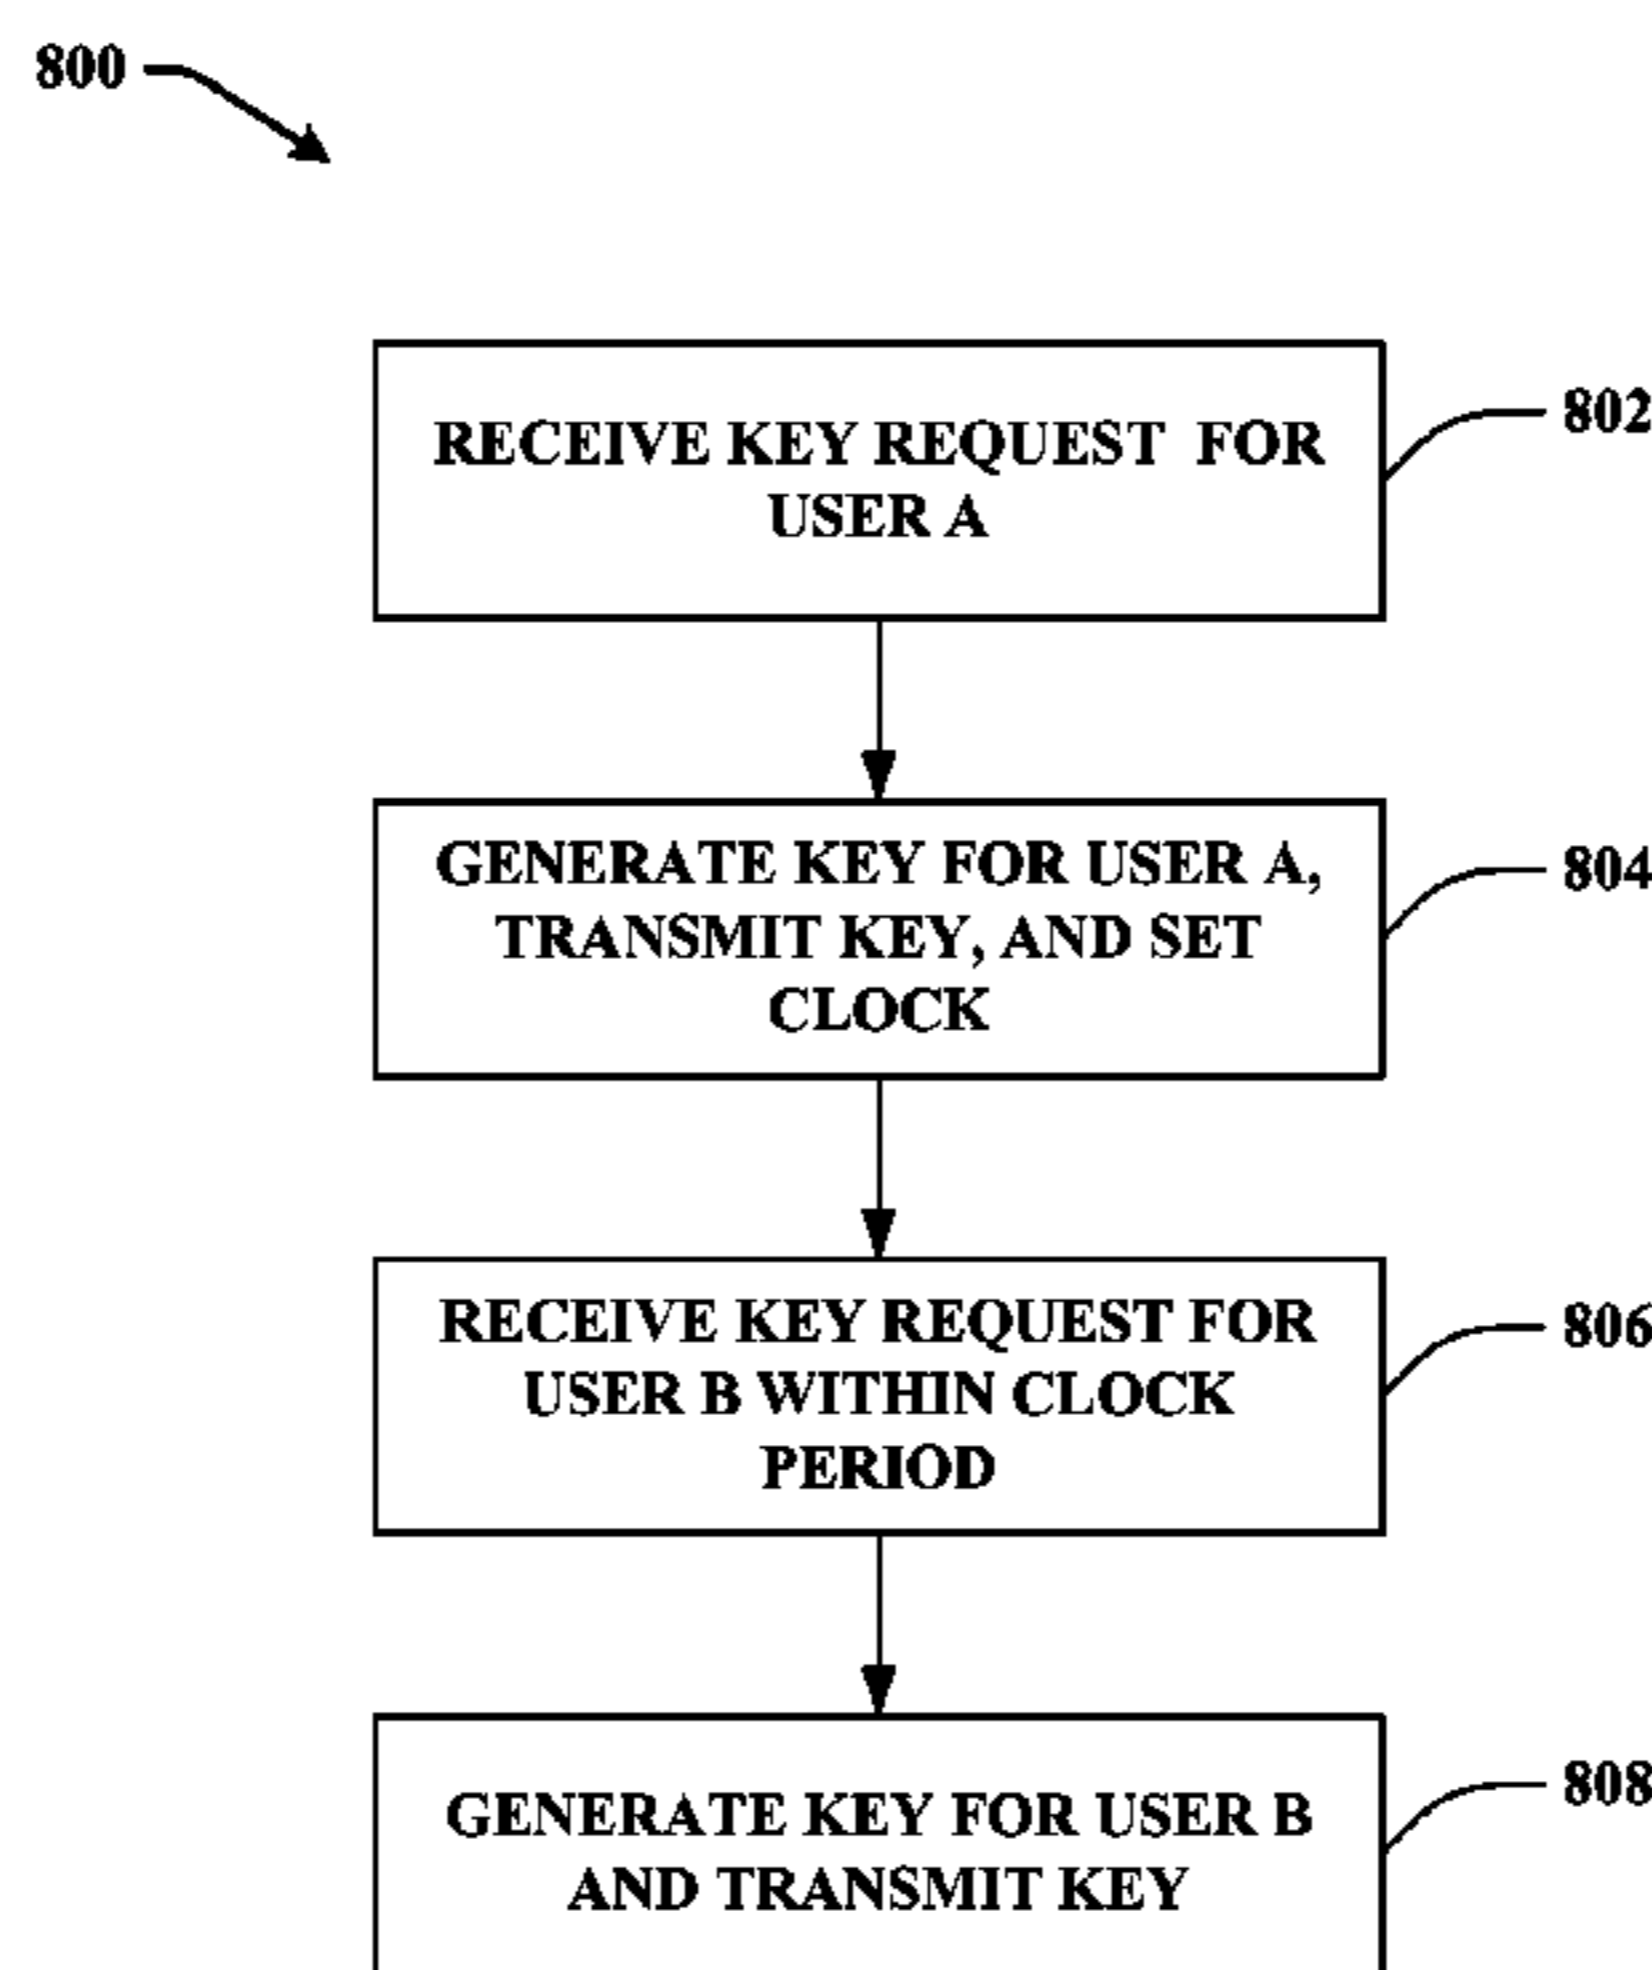 800
RECEIVE KEY REQUEST FOR
USER A
802
GENERATE KEY FOR USER A,
TRANSMIT KEY, AND SET
CLOCK
804
RECEIVE KEY REQUEST FOR
USER B WITHIN CLOCK
PERIOD
806
GENERATE KEY FOR USER B
AND TRANSMIT KEY
808